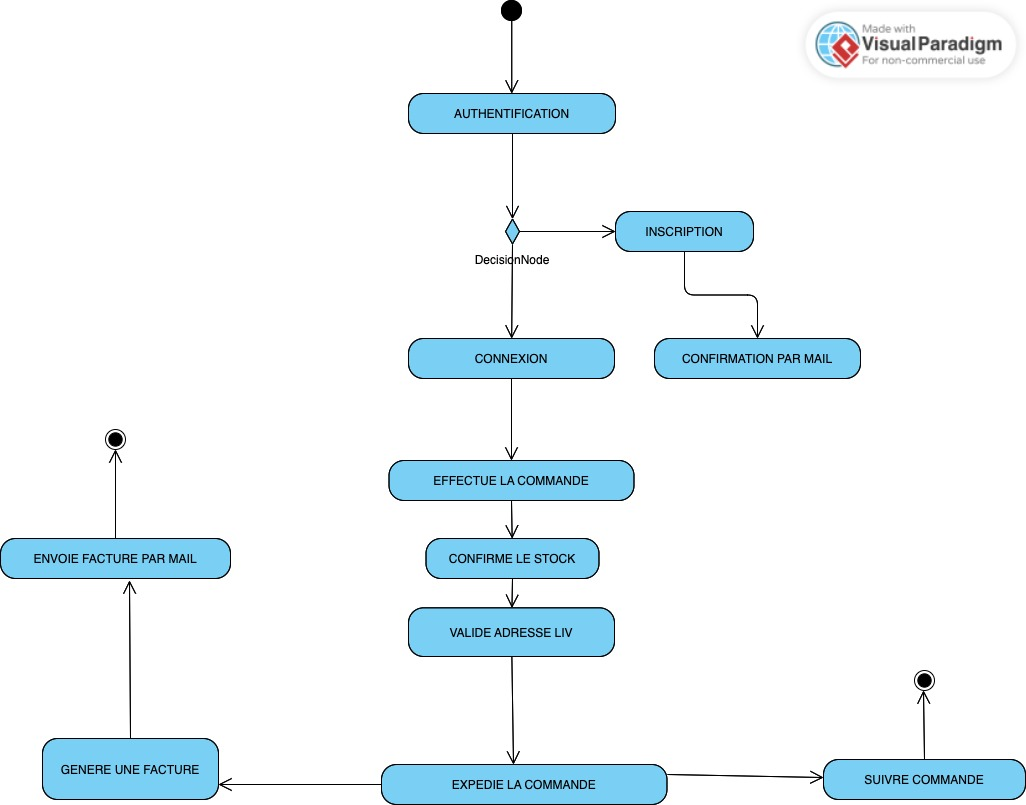 Made with
Visual Paradigm
For non-commercial use
AUTHENTIFICATION
INSCRIPTION
DecisionNode
CONNEXION
CONFIRMATION PAR MAIL
EFFECTUE LA COMMANDE
ENVOIE FACTURE PAR MAIL
CONFIRME LE STOCK
VALIDE ADRESSE LIV
GENERE UNE FACTURE
EXPEDIE LA COMMANDE
SUIVRE COMMANDE